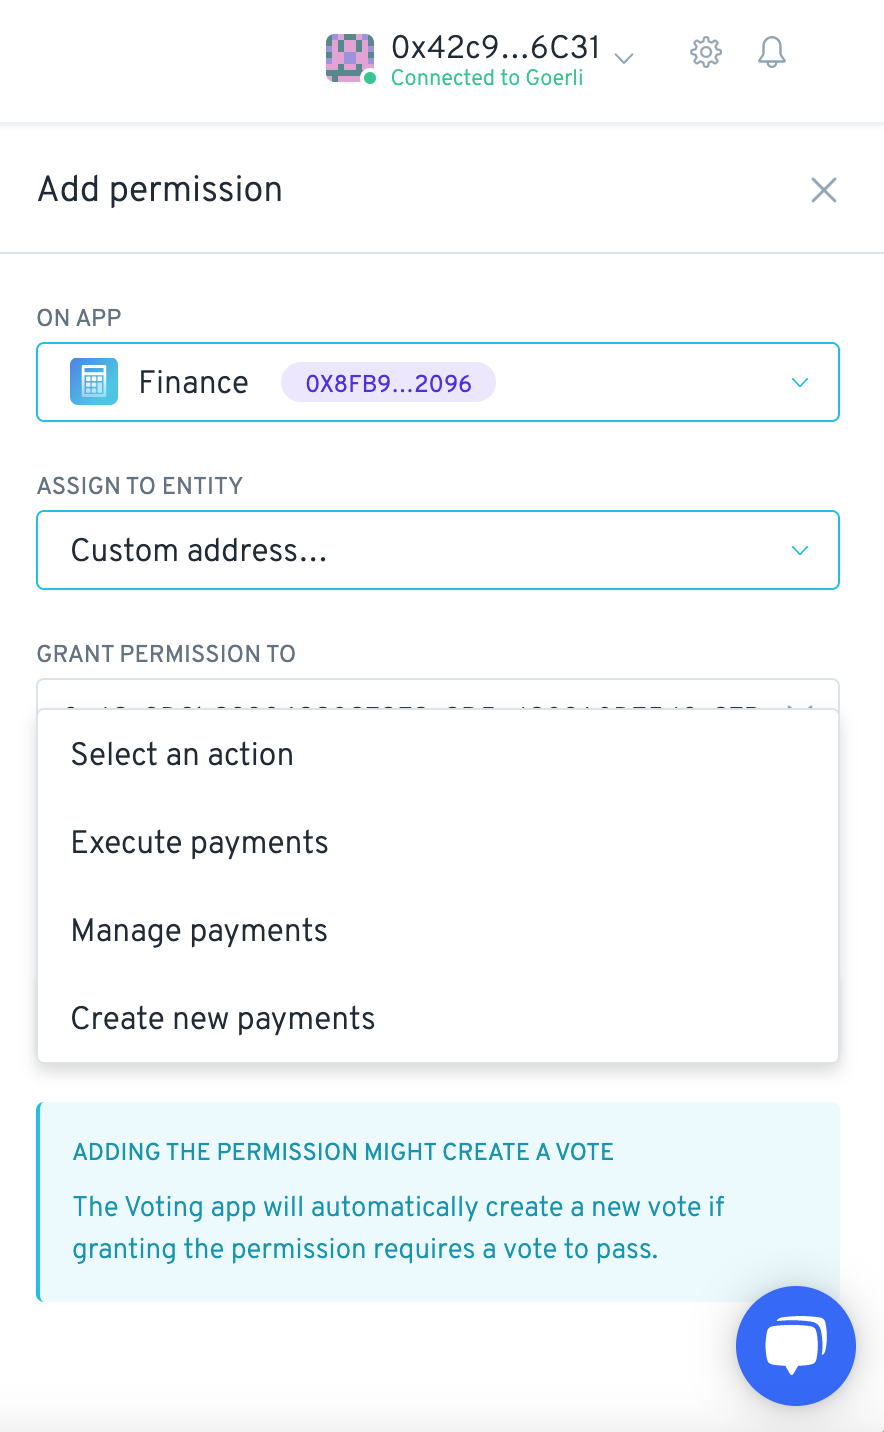 0x42c9...6C31
Connected to Goerli
Add permission
ON APP
Finance 0X8FB9...2096
ASSIGN TO ENTITY
Custom address...
GRANT PERMISSION TO
Select an action
Execute payments
Manage payments
Create new payments
ADDING THE PERMISSION MIGHT CREATE A VOTE
The Voting app will automatically create a new vote if
granting the permission requires a vote to pass.